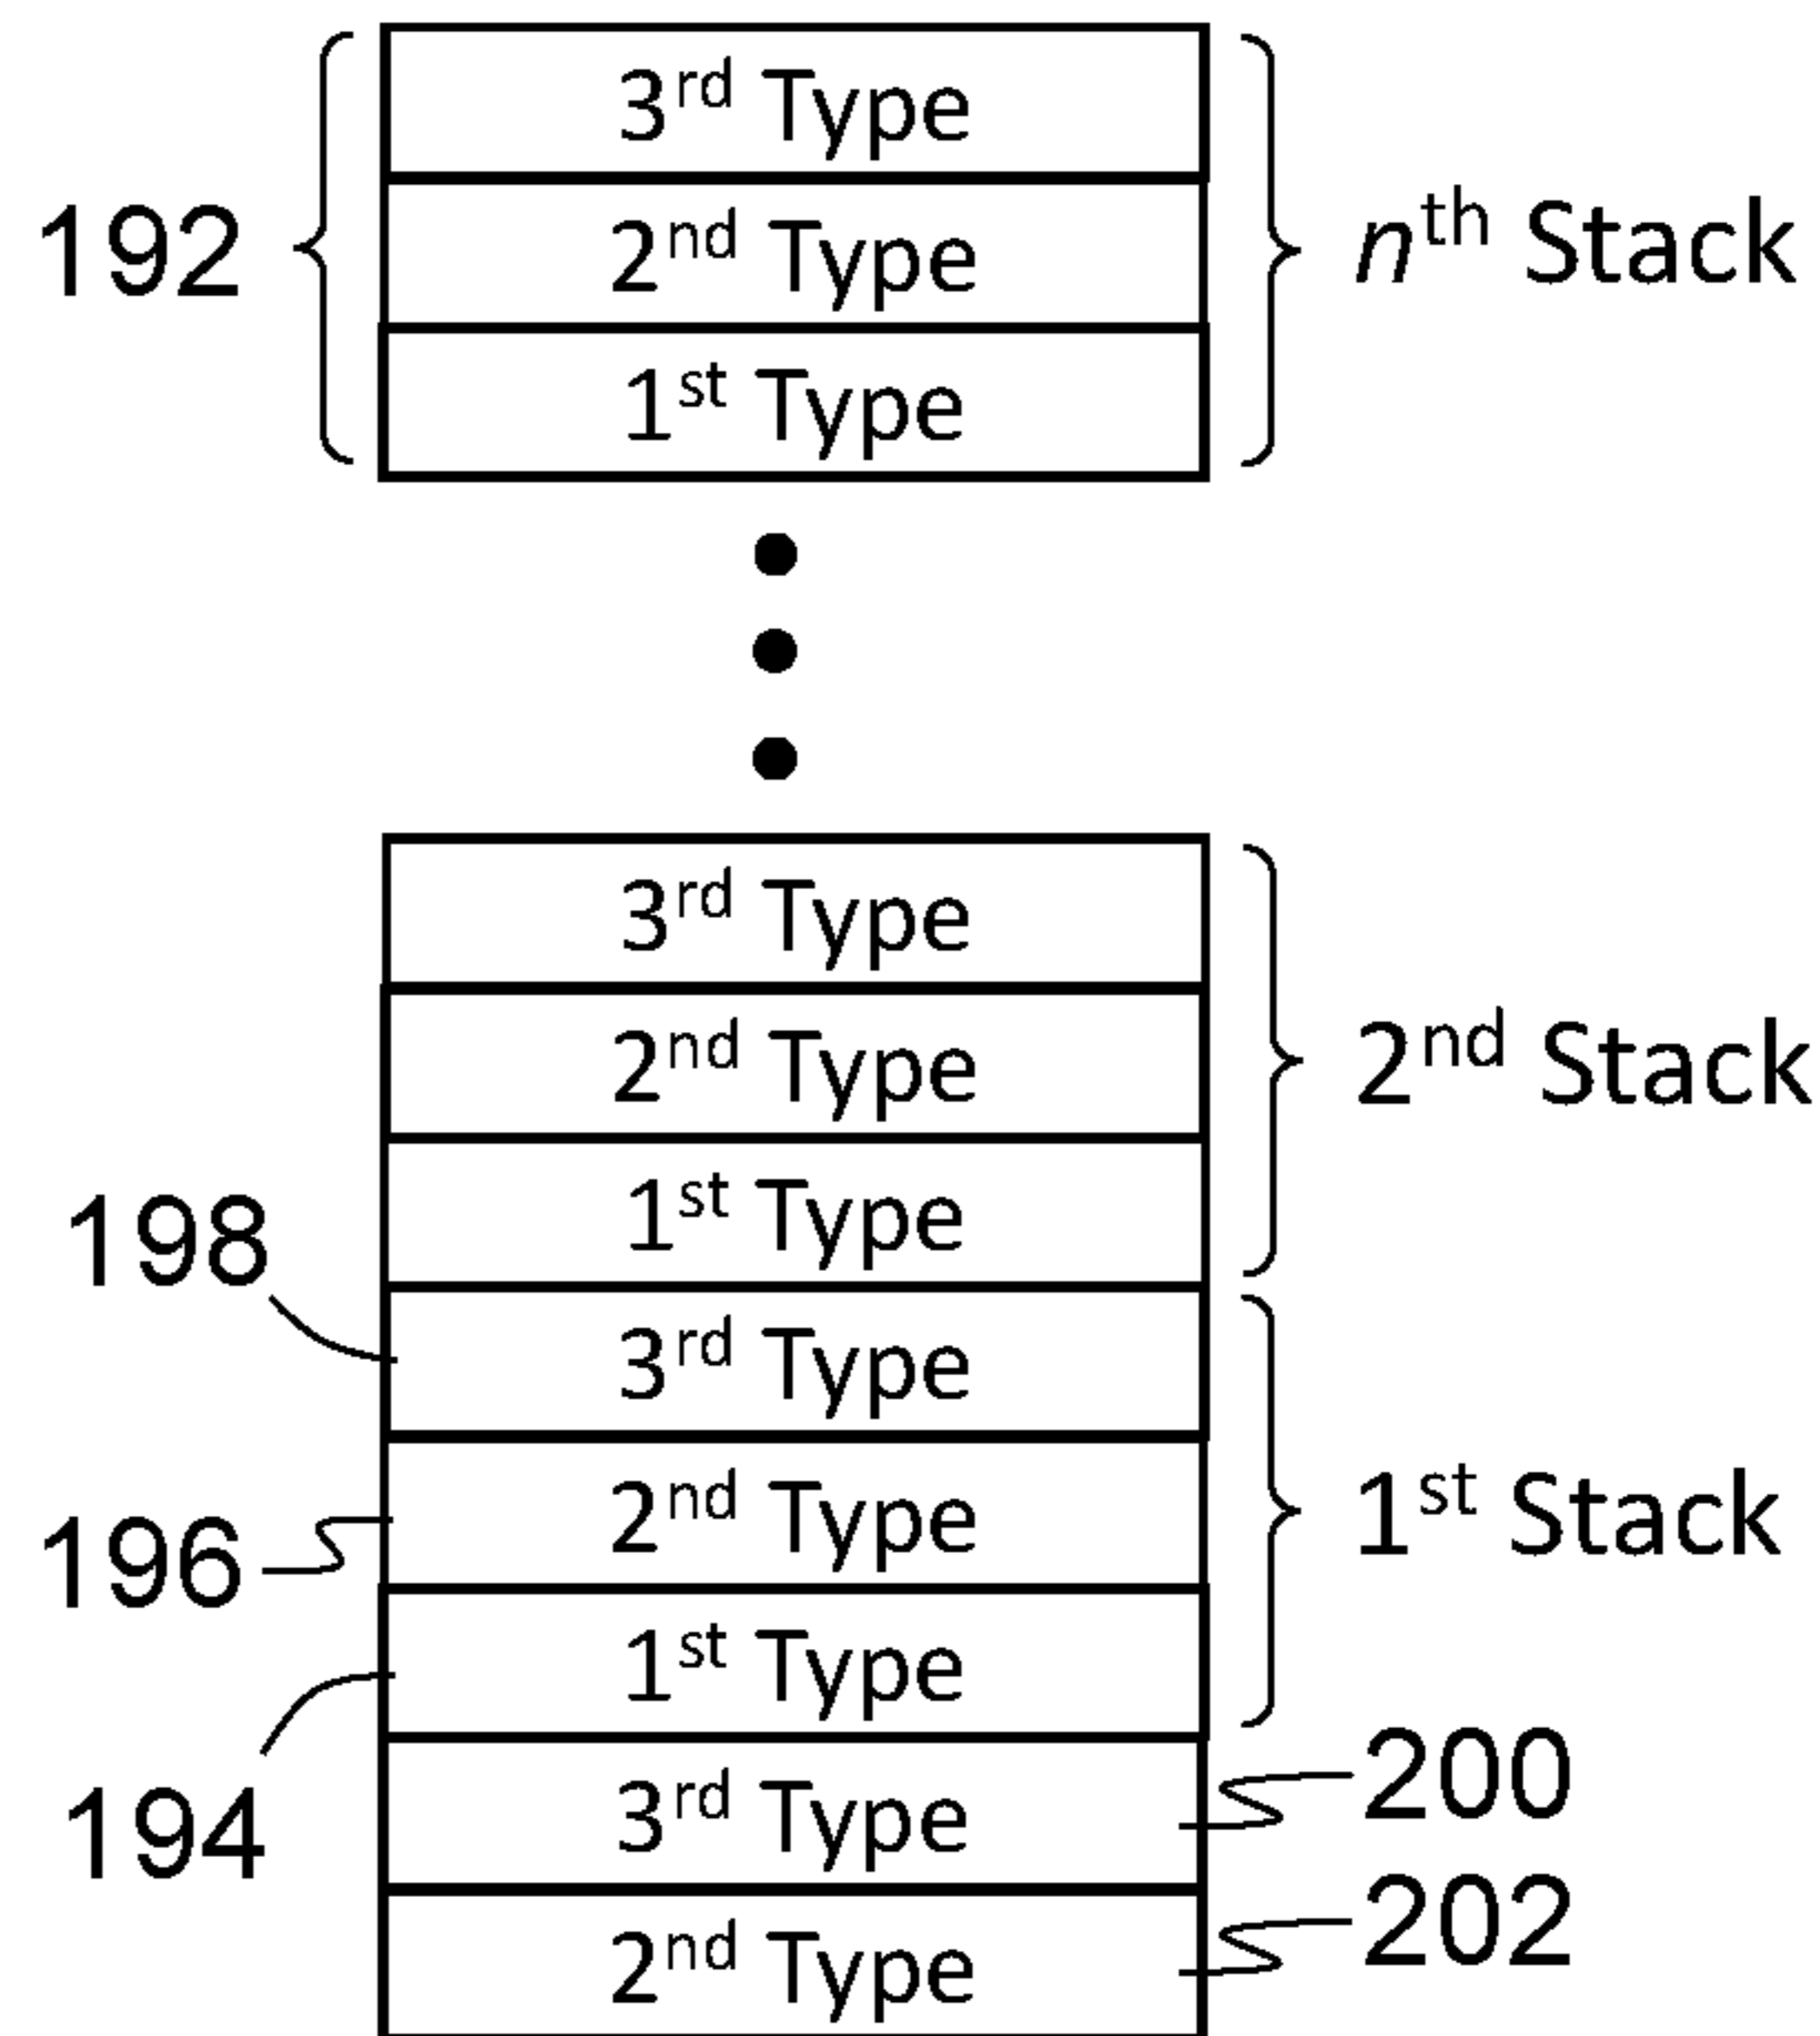 3rd Type
192
2nd Type
nth Stack
1st Type
3rd Type
2nd Type
2nd Stack
1st Type
198
3rd Type
2nd Type
1st Stack
196
1st Type
194
3rd Type
200
2nd Type
202